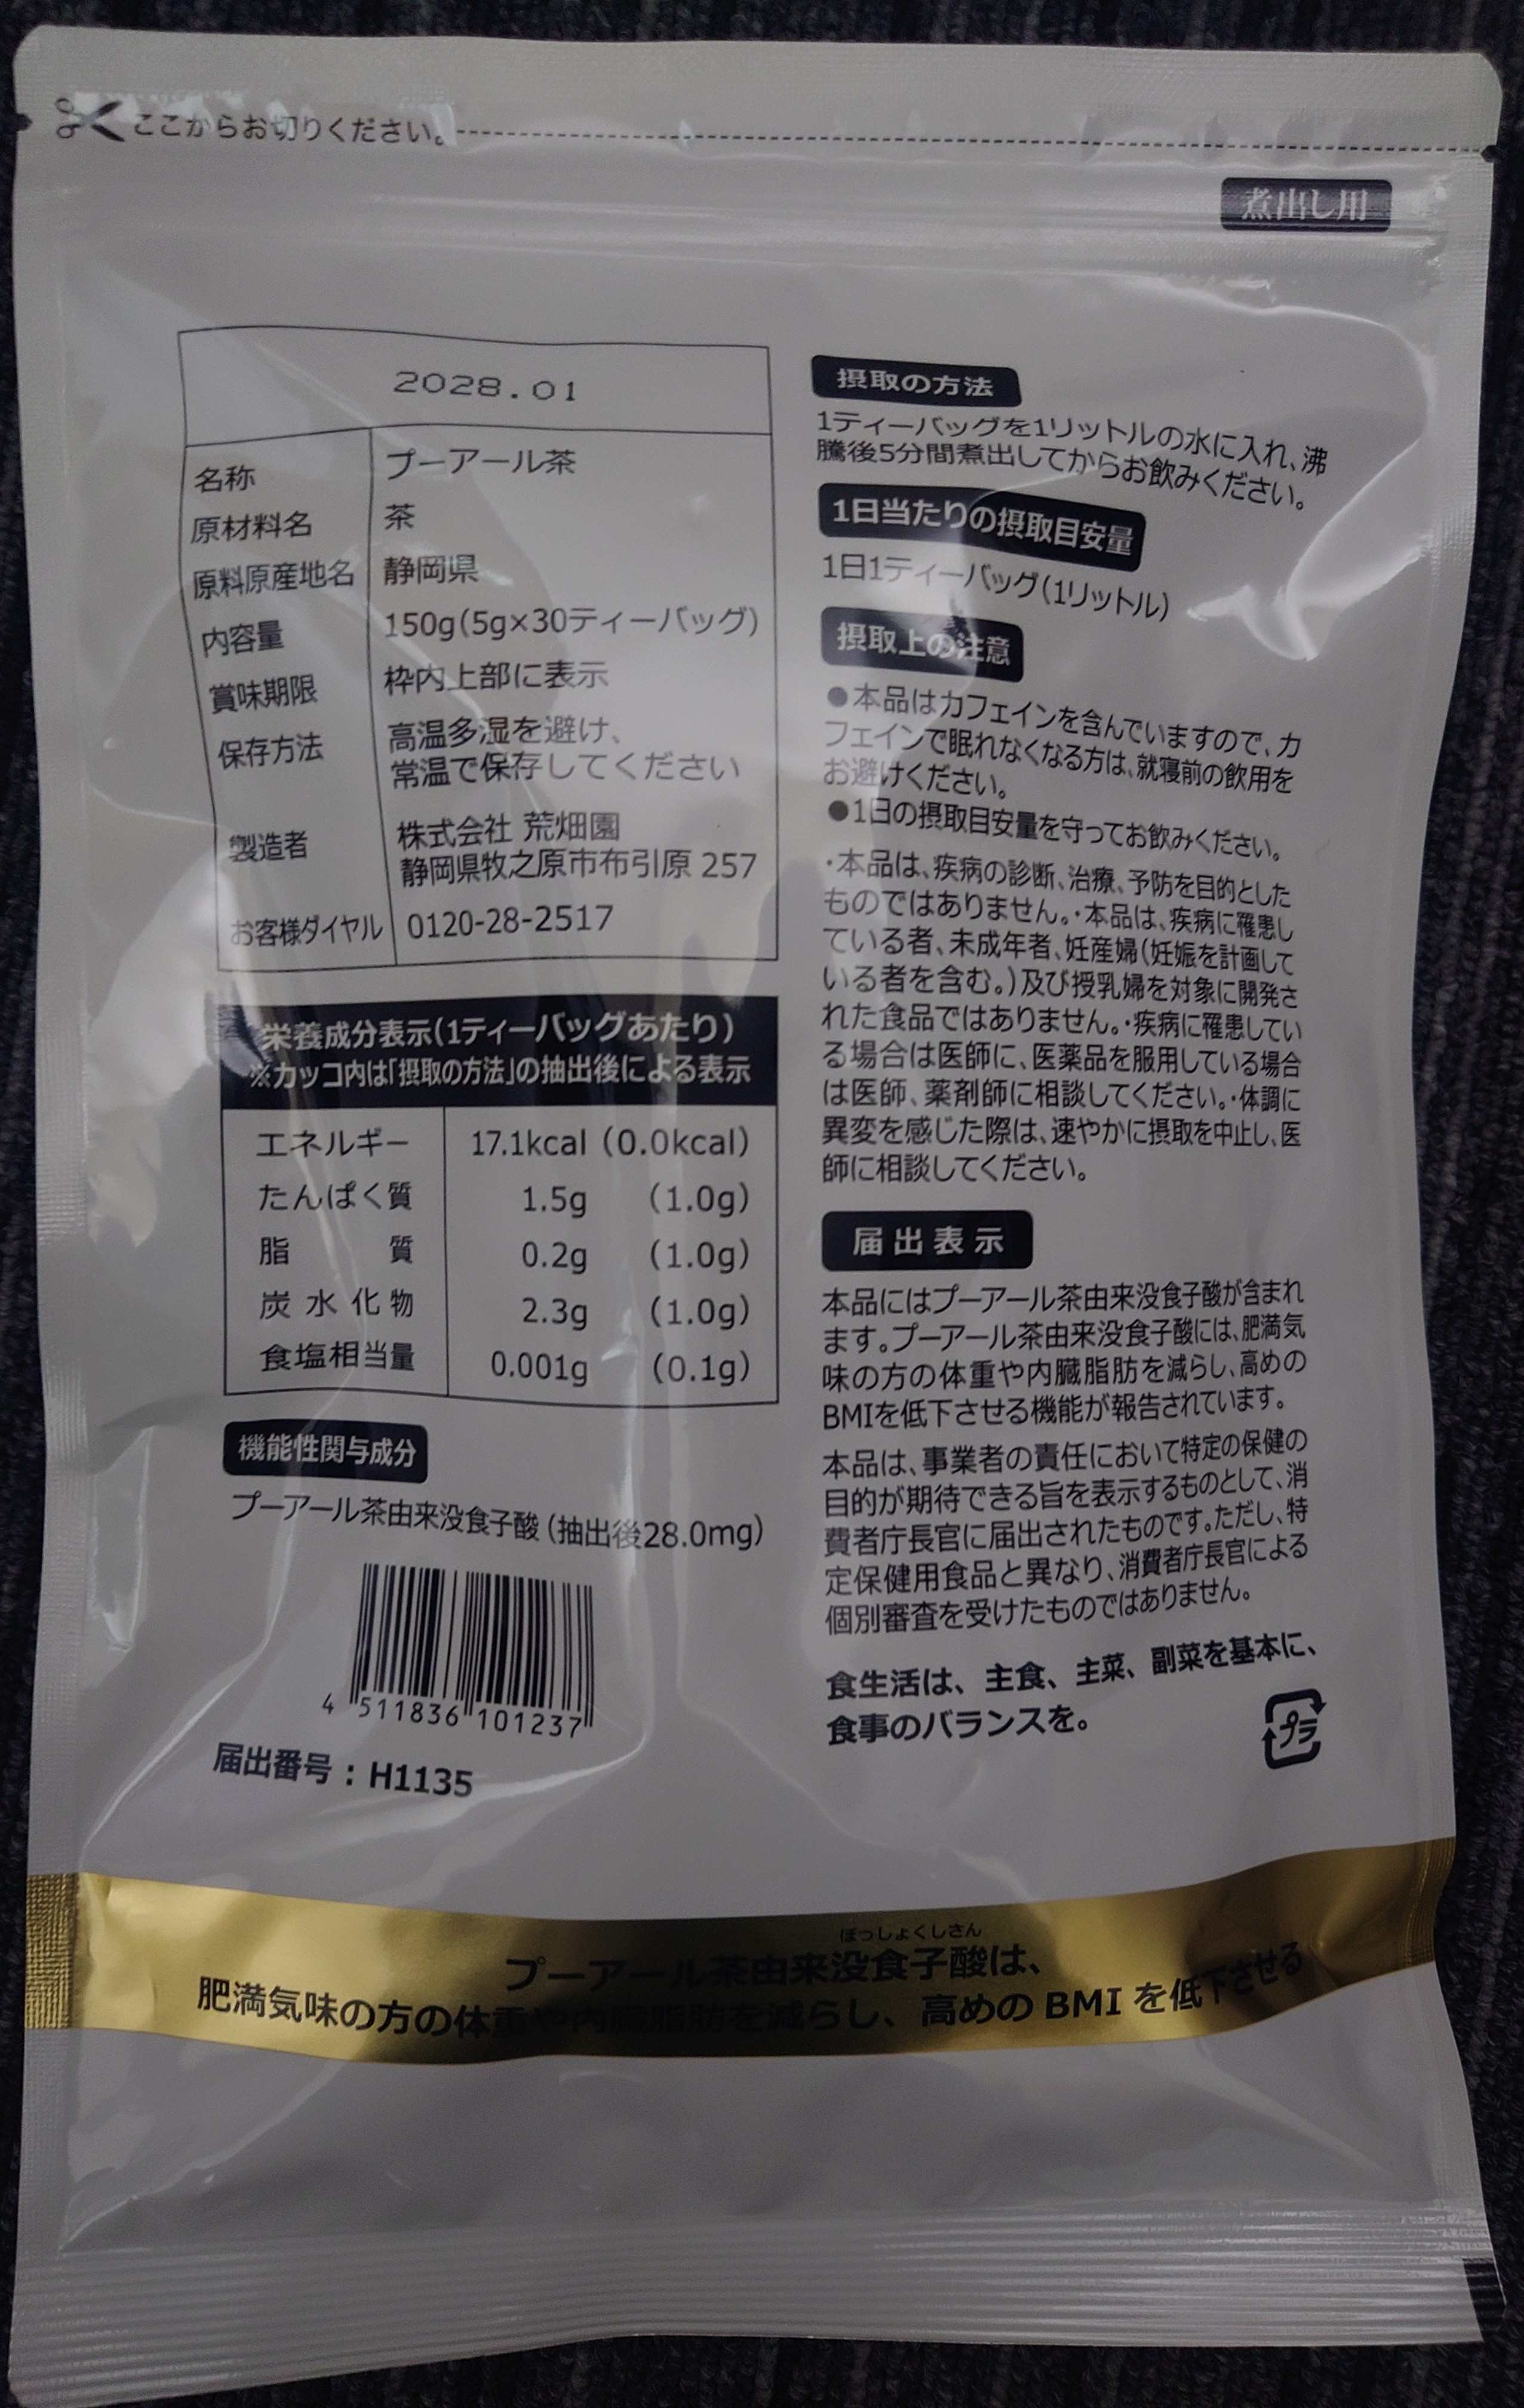 ここからお切りください。
煮出し用
2028.01
名称 プーアール茶
原材料名 茶
原料原産地名 静岡県
内容量 150g(5g×30ティーバッグ)
賞味期限 枠内上部に表示
保存方法 高温多湿を避け、
常温で保存してください
製造者 株式会社 荒畑園
静岡県牧之原市布引原 257
お客様ダイヤル 0120-28-2517
栄養成分表示(1ティーバッグあたり)
※カッコ内は「摂取の方法」の抽出後による表示
エネルギー 17.1kcal (0.0kcal)
たんぱく質 1.5g (1.0g)
脂質 0.2g (1.0g)
炭水化物 2.3g (1.0g)
食塩相当量 0.001g (0.1g)
機能性関与成分
プーアール茶由来没食子酸(抽出後28.0mg)
4 511836 101237
届出番号:H1135
摂取の方法
1ティーバッグを1リットルの水に入れ、沸
騰後5分間煮出してからお飲みください。
1日当たりの摂取目安量
1日1ティーバッグ(1リットル)
摂取上の注意
●本品はカフェインを含んでいますので、カ
フェインで眠れなくなる方は、就寝前の飲用を
お避けください。
●1日の摂取目安量を守ってお飲みください。
・本品は、疾病の診断、治療、予防を目的とした
ものではありません。・本品は、疾病に罹患し
ている者、未成年者、妊産婦(妊娠を計画して
いる者を含む。)及び授乳婦を対象に開発さ
れた食品ではありません。・疾病に罹患してい
る場合は医師に、医薬品を服用している場合
は医師、薬剤師に相談してください。・体調に
異変を感じた際は、速やかに摂取を中止し、医
師に相談してください。
届出表示
本品にはプーアール茶由来没食子酸が含まれ
ます。プーアール茶由来没食子酸には、肥満気
味の方の体重や内臓脂肪を減らし、高めの
BMIを低下させる機能が報告されています。
本品は、事業者の責任において特定の保健の
目的が期待できる旨を表示するものとして、消
費者庁長官に届出されたものです。ただし、特
定保健用食品と異なり、消費者庁長官による
個別審査を受けたものではありません。
食生活は、主食、主菜、副菜を基本に、
食事のバランスを。
プラ
ぼっしょくしさん
プーアール茶由来没食子酸は、
肥満気味の方の体重や内臓脂肪を減らし、高めの BMI を低下させる